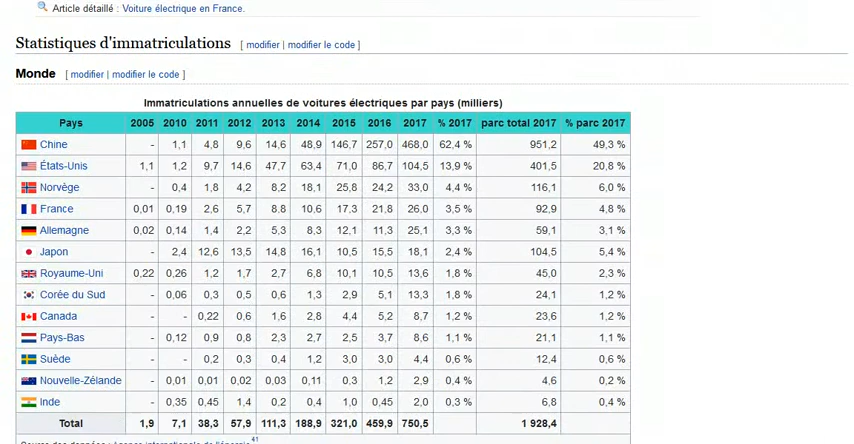 Article détaillé : Voiture électrique en France.
Statistiques d'immatriculations [ modifier | modifier le code ]
Monde [ modifier | modifier le code ]
Immatriculations annuelles de voitures électriques par pays (milliers)
Pays 2005 2010 2011 2012 2013 2014 2015 2016 2017 % 2017 parc total 2017 % parc 2017
Chine - 1,1 4,8 9,6 14,6 48,9 146,7 257,0 468,0 62,4 % 951,2 49,3 %
États-Unis 1,1 1,2 9,7 14,6 47,7 63,4 71,0 86,7 104,5 13,9 % 401,5 20,8 %
Norvège - 0,4 1,8 4,2 8,2 18,1 25,8 24,2 33,0 4,4 % 116,1 6,0 %
France 0,01 0,19 2,6 5,7 8,8 10,6 17,3 21,8 26,0 3,5 % 92,9 4,8 %
Allemagne 0,02 0,14 1,4 2,2 5,3 8,3 12,1 11,3 25,1 3,3 % 59,1 3,1 %
Japon - 2,4 12,6 13,5 14,8 16,1 10,5 15,5 18,1 2,4 % 104,5 5,4 %
Royaume-Uni 0,22 0,26 1,2 1,7 2,7 6,8 10,1 10,5 13,6 1,8 % 45,0 2,3 %
Corée du Sud - 0,06 0,3 0,5 0,6 1,3 2,9 5,1 13,3 1,8 % 24,1 1,2 %
Canada - - 0,22 0,6 1,6 2,8 4,4 5,2 8,7 1,2 % 23,6 1,2 %
Pays-Bas - 0,12 0,9 0,8 2,3 2,7 2,5 3,7 8,6 1,1 % 21,1 1,1 %
Suède - - 0,2 0,3 0,4 1,2 3,0 3,0 4,4 0,6 % 12,4 0,6 %
Nouvelle-Zélande - 0,01 0,01 0,02 0,03 0,11 0,3 1,2 2,9 0,4 % 4,6 0,2 %
Inde - 0,35 0,45 1,4 0,2 0,4 1,0 0,45 2,0 0,3 % 6,8 0,4 %
Total 1,9 7,1 38,3 57,9 111,3 188,9 321,0 459,9 750,5 1 928,4
Source des données : Agence internationale de l'énergie 41